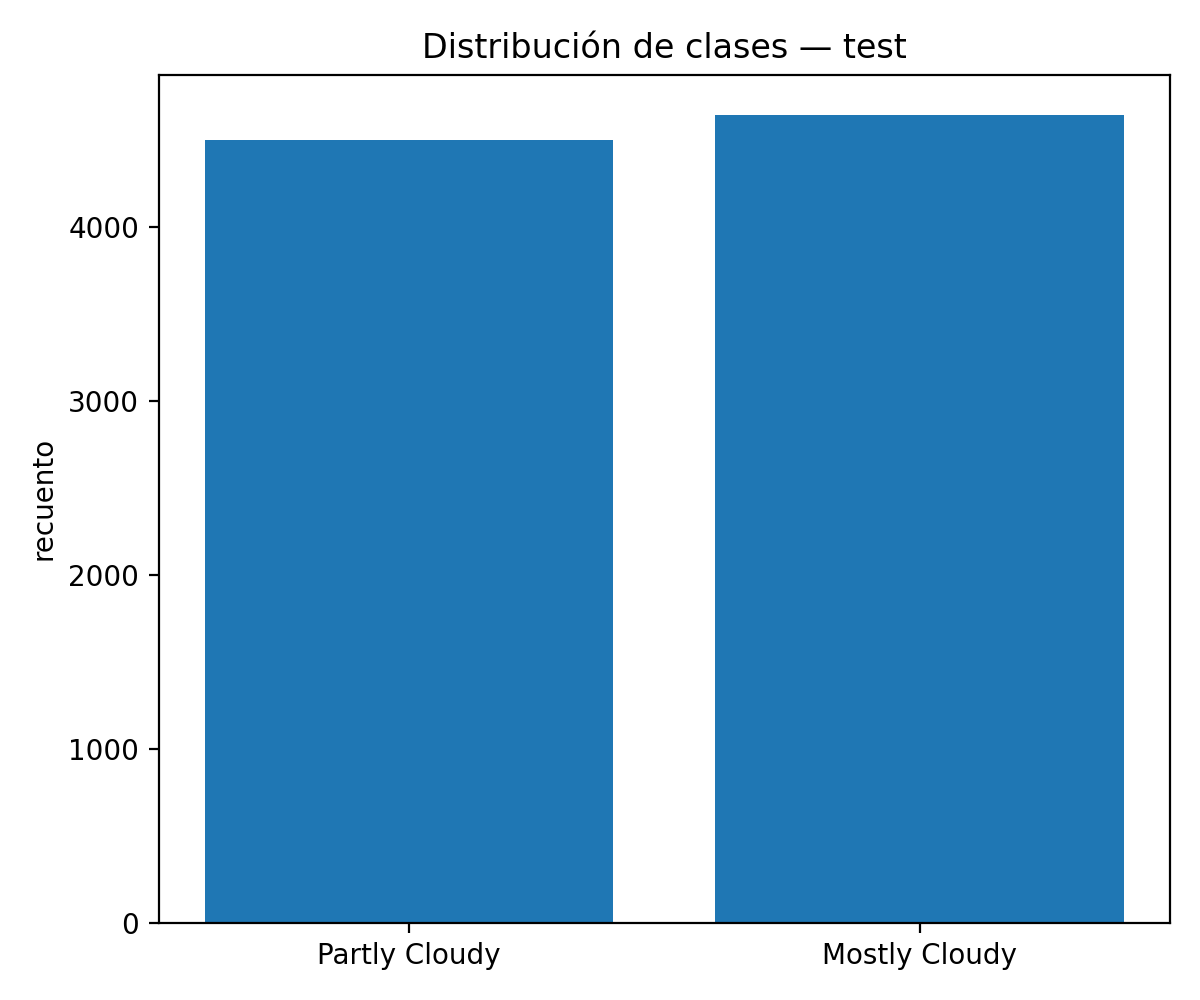 Distribución de clases — test
recuento
4000
3000
2000
1000
0
Partly Cloudy
Mostly Cloudy